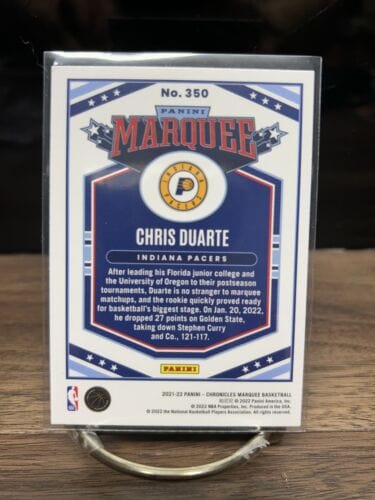 No. 350
PANINI
MARQUEE
INDIANA
PACERS
CHRIS DUARTE
INDIANA PACERS
After leading his Florida junior college and
the University of Oregon to their postseason
tournaments, Duarte is no stranger to marquee
matchups, and the rookie quickly proved ready
for basketball's biggest stage. On Jan. 20, 2022,
he dropped 27 points on Golden State,
taking down Stephen Curry
and Co., 121-117.
PANINI
NBA
2021-22 PANINI - CHRONICLES MARQUEE BASKETBALL
© 2022 Panini America, Inc.
© 2022 NBA Properties, Inc. Produced in the USA.
© 2022 the National Basketball Players Association. All rights reserved.